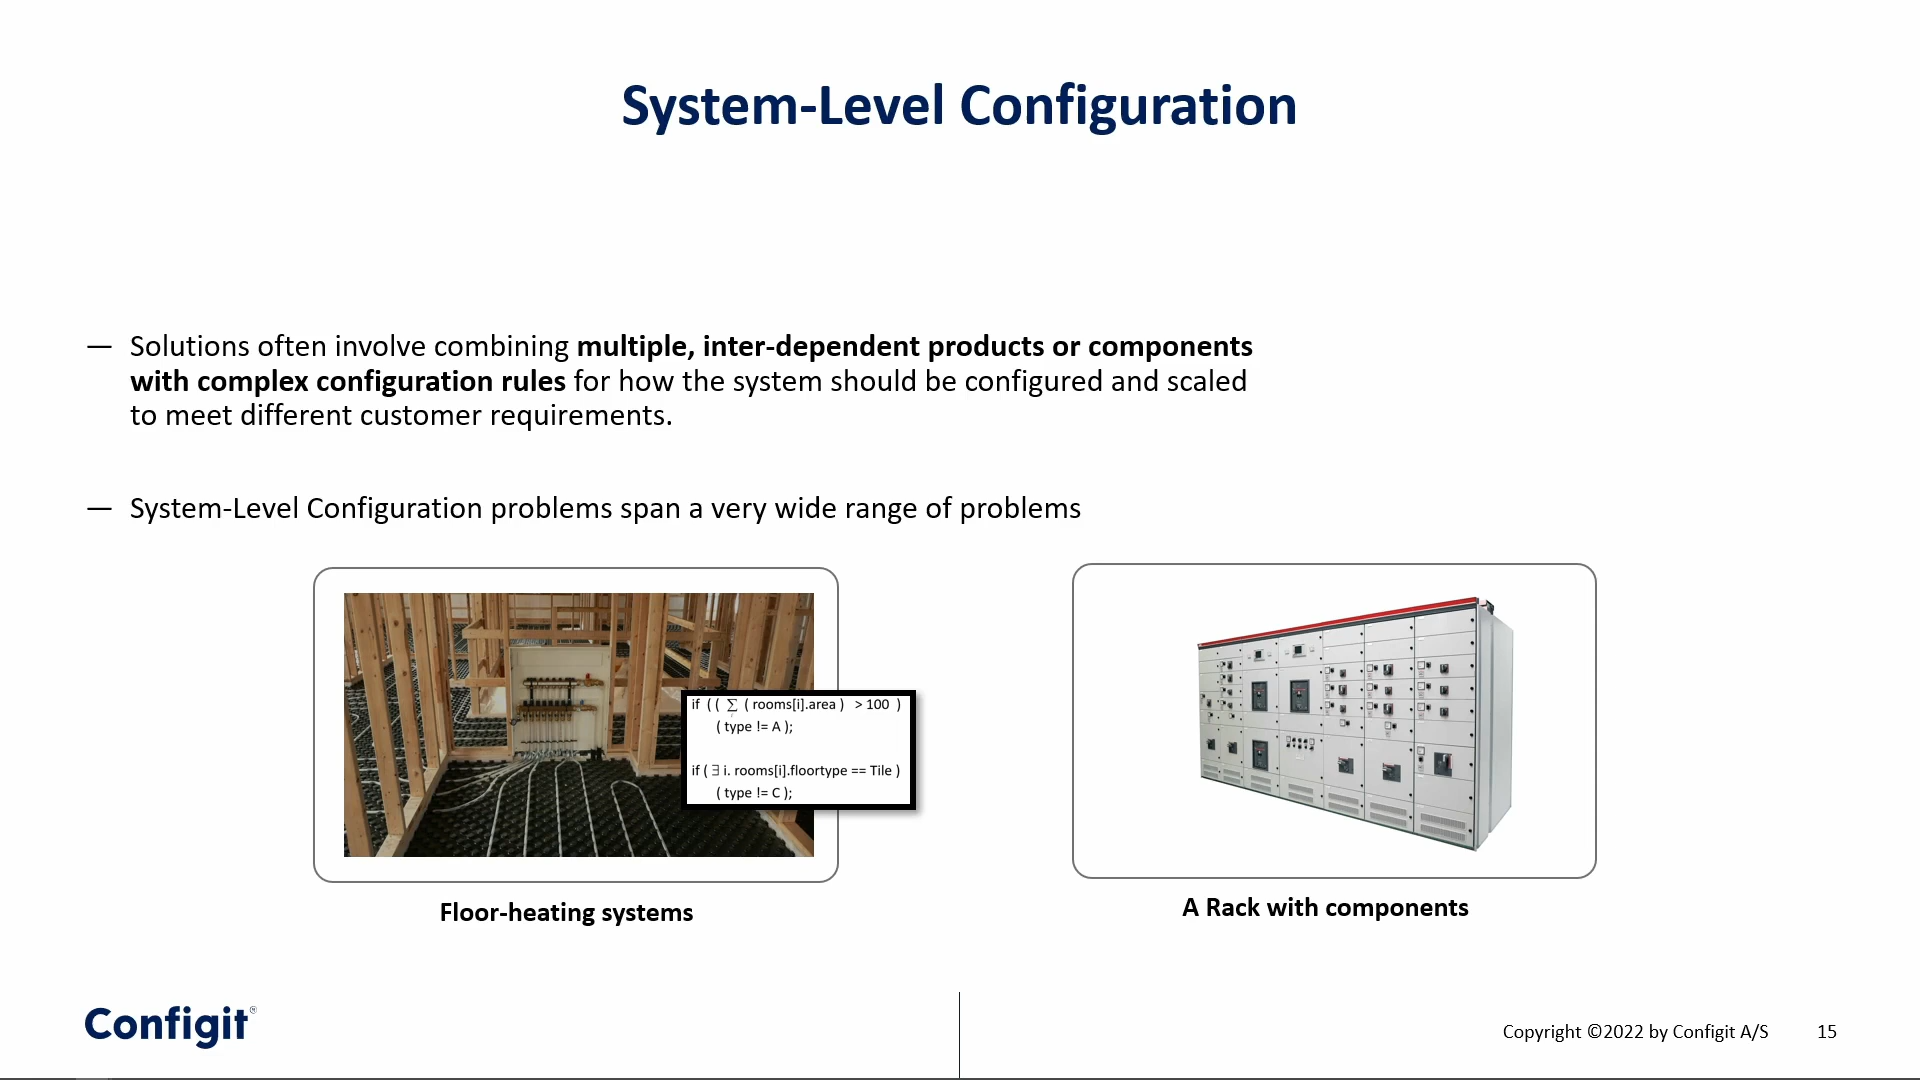 System-Level Configuration
— Solutions often involve combining multiple, inter-dependent products or components
with complex configuration rules for how the system should be configured and scaled
to meet different customer requirements.
— System-Level Configuration problems span a very wide range of problems
if ( ( ∑ ( rooms[i].area ) > 100 )
( type != A );
if ( ∃ i. rooms[i].floortype == Tile )
( type != C );
Floor-heating systems
A Rack with components
Configit®
Copyright ©2022 by Configit A/S 15